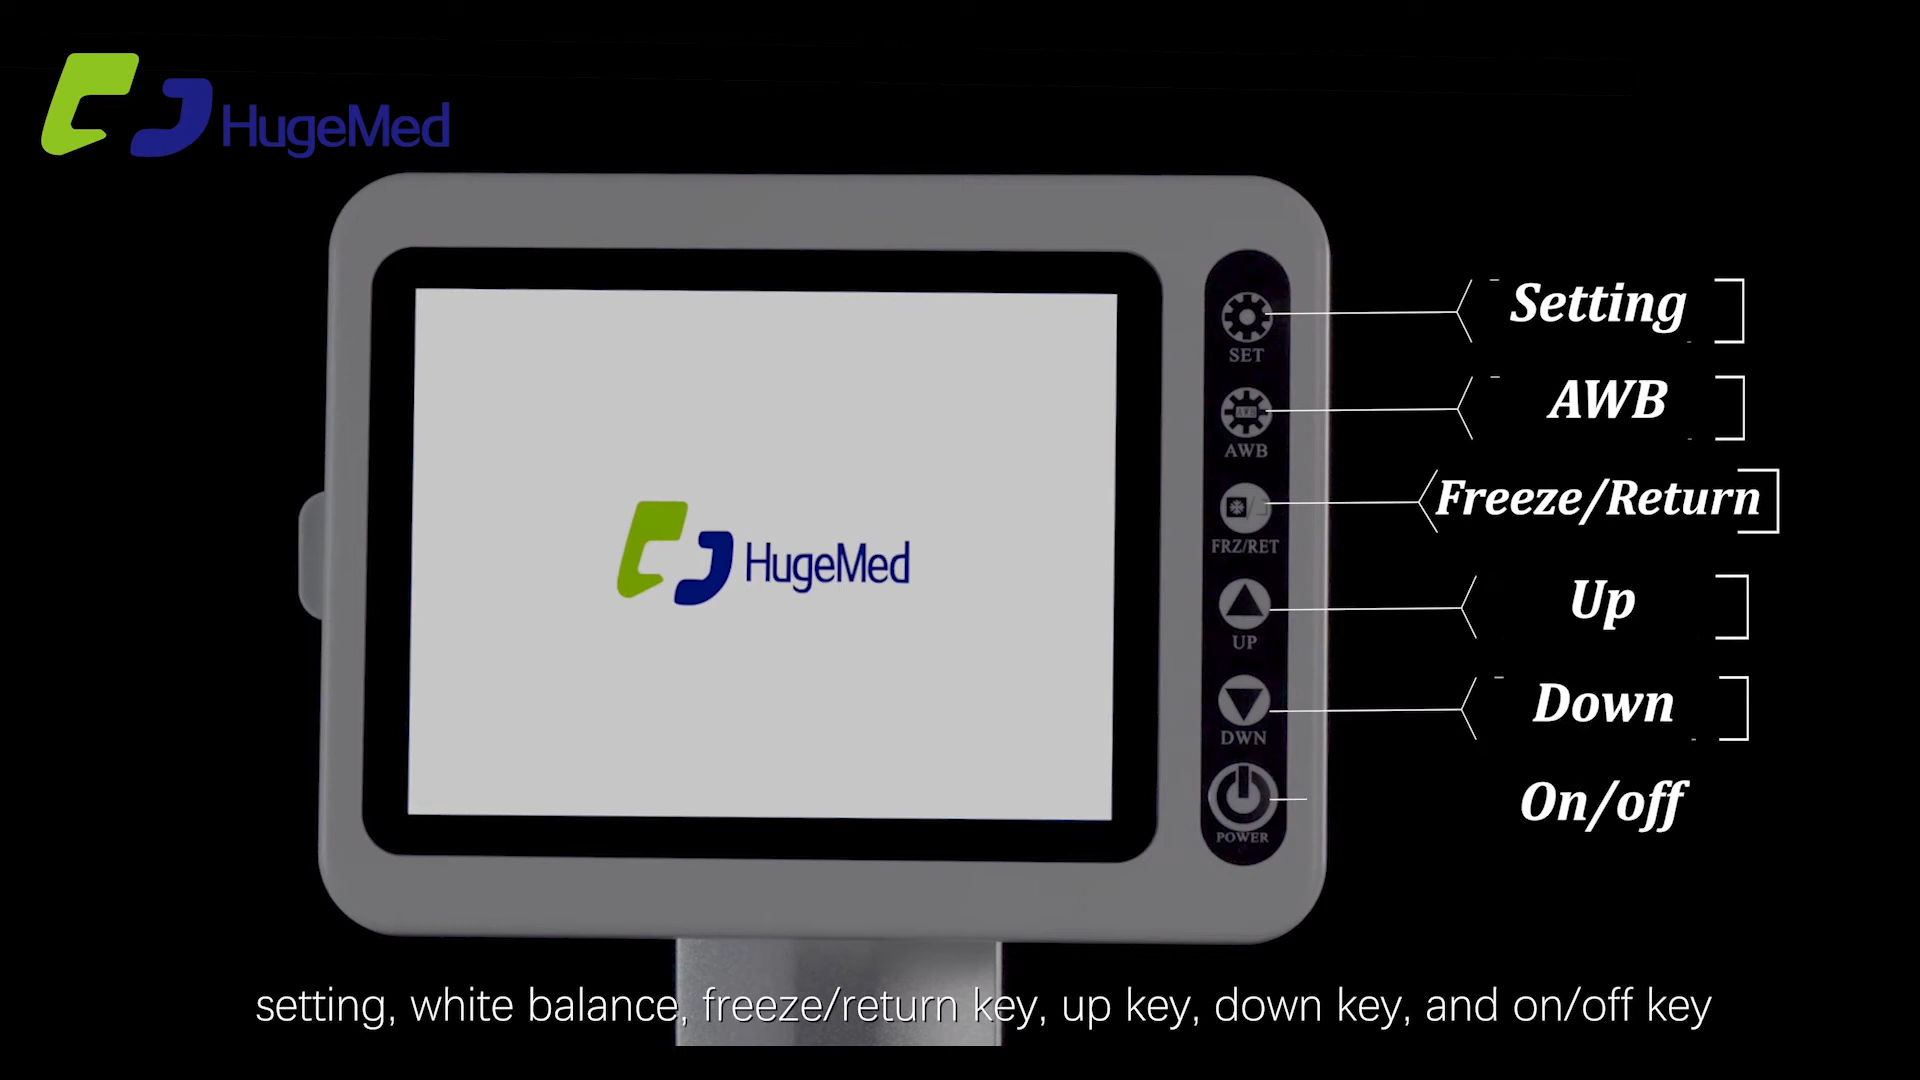 HugeMed
HugeMed
SET
AWB
AWB
FRZ/RET
UP
DWN
POWER
Setting
AWB
Freeze/Return
Up
Down
On/off
setting, white balance, freeze/return key, up key, down key, and on/off key